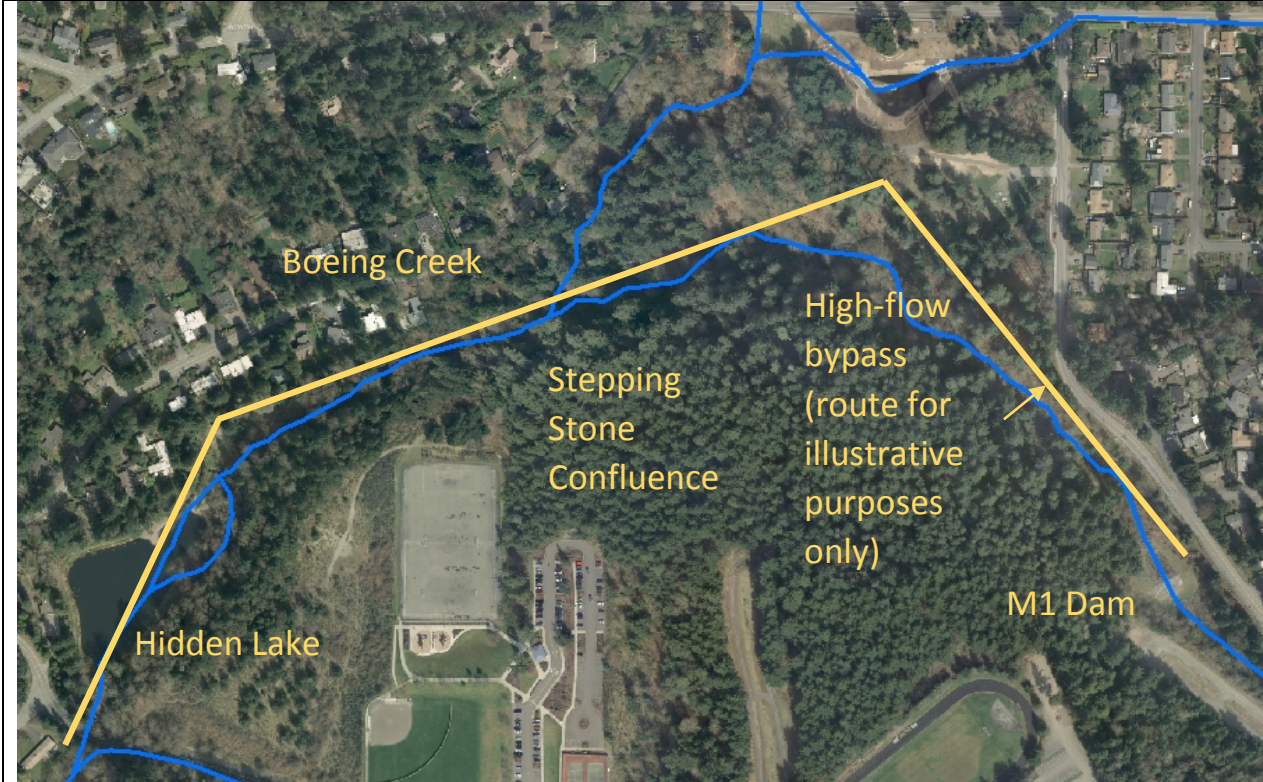 Boeing Creek
Stepping
Stone
Confluence
High-flow
bypass
(route for
illustrative
purposes
only)
M1 Dam
Hidden Lake